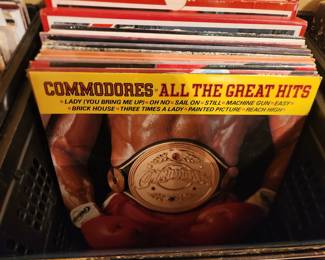 COMMODORES • ALL THE GREAT HITS
• LADY (YOU BRING ME UP) • OH NO • SAIL ON • STILL • MACHINE GUN • EASY •
• BRICK HOUSE • THREE TIMES A LADY • PAINTED PICTURE • REACH HIGH •
Commodores